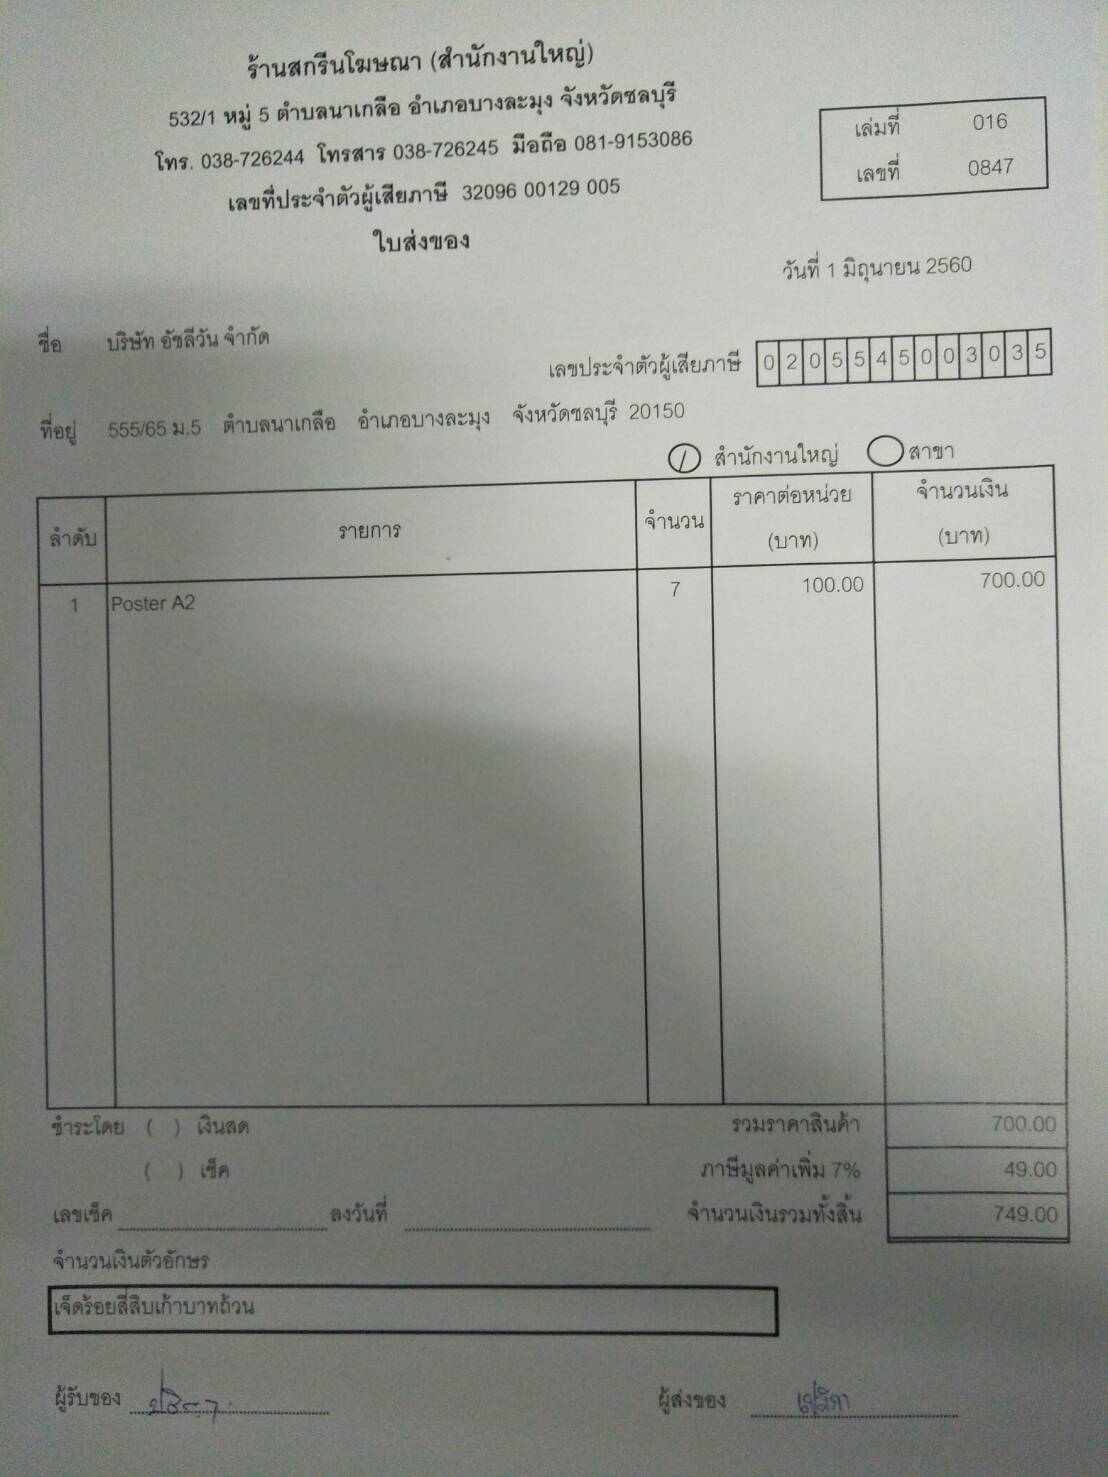 ร้านสกรีนโฆษณา (สำนักงานใหญ่)
532/1 หมู่ 5 ตำบลนาเกลือ อำเภอบางละมุง จังหวัดชลบุรี
โทร. 038-726244 โทรสาร 038-726245 มือถือ 081-9153086
เลขที่ประจำตัวผู้เสียภาษี 32096 00129 005
ใบส่งของ
เล่มที่ 016
เลขที่ 0847
วันที่ 1 มิถุนายน 2560
ชื่อ บริษัท อัชลีวัน จำกัด
เลขประจำตัวผู้เสียภาษี 0205545003035
ที่อยู่ 555/65 ม.5 ตำบลนาเกลือ อำเภอบางละมุง จังหวัดชลบุรี 20150
(/) สำนักงานใหญ่ สาขา
ลำดับ รายการ จำนวน ราคาต่อหน่วย (บาท) จำนวนเงิน (บาท)
1 Poster A2 7 100.00 700.00
ชำระโดย ( ) เงินสด รวมราคาสินค้า 700.00
( ) เช็ค ภาษีมูลค่าเพิ่ม 7% 49.00
เลขเช็ค ลงวันที่ จำนวนเงินรวมทั้งสิ้น 749.00
จำนวนเงินตัวอักษร
เจ็ดร้อยสี่สิบเก้าบาทถ้วน
ผู้รับของ ผู้ส่งของ